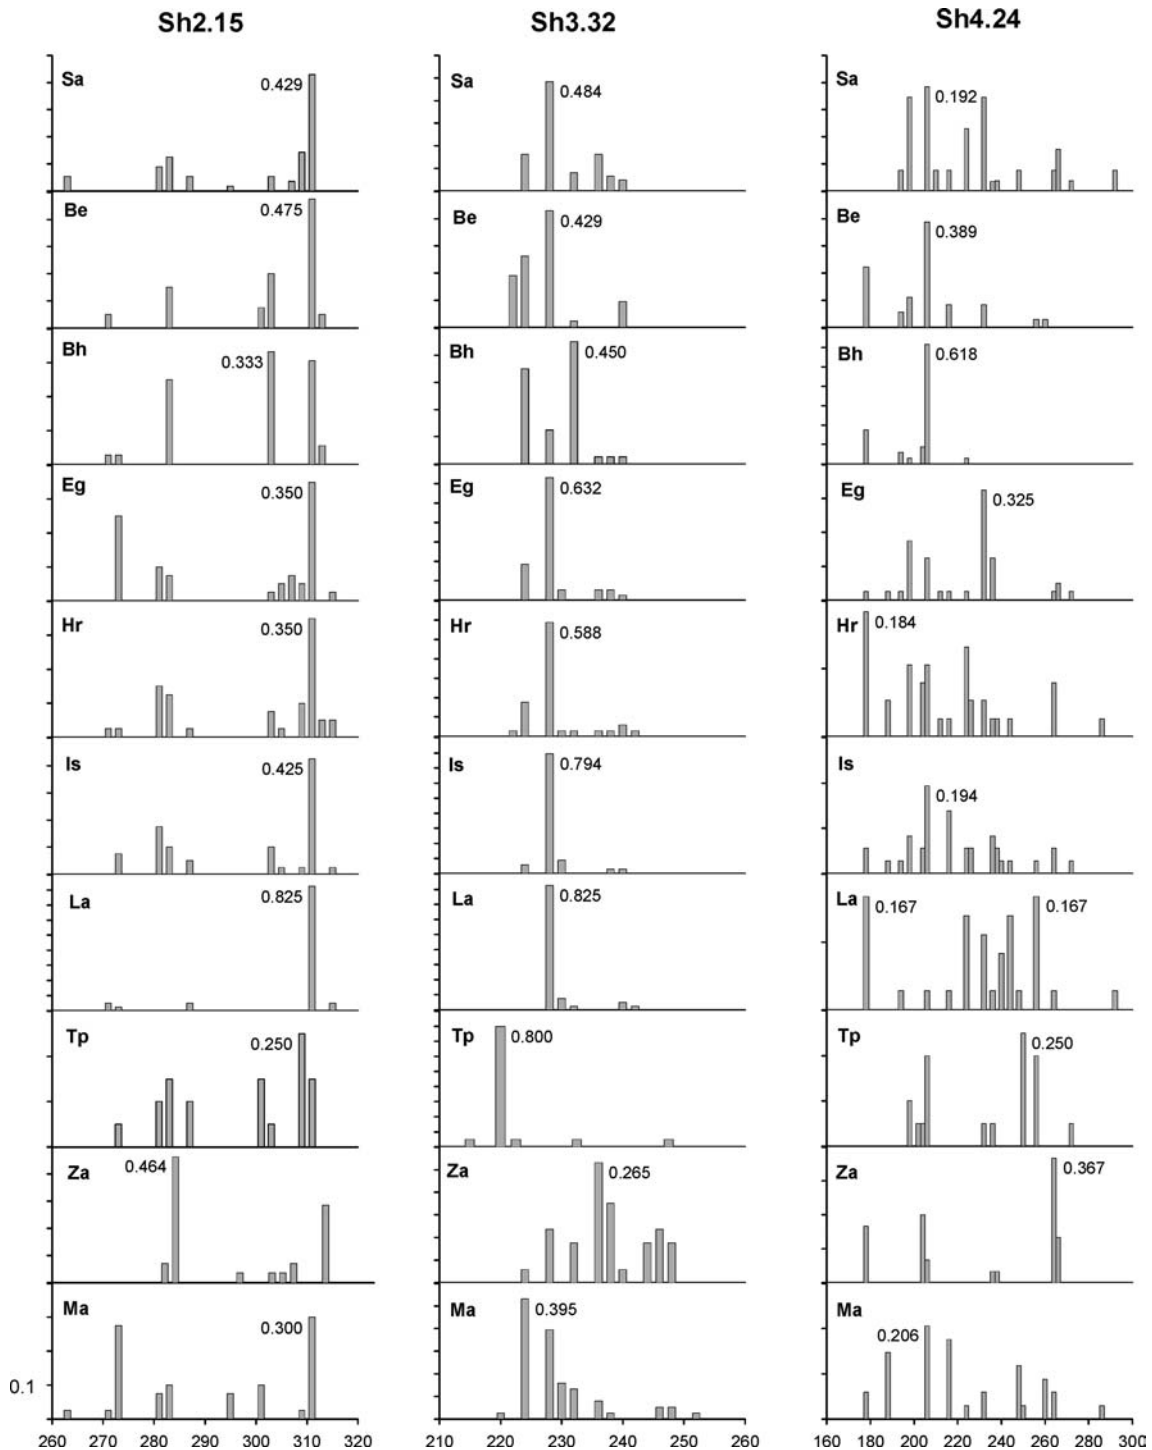 Sh2.15 Sh3.32 Sh4.24
Sa 0.429 Sa 0.484 Sa 0.192
Be 0.475 Be 0.429 Be 0.389
Bh 0.333 Bh 0.450 Bh 0.618
Eg 0.350 Eg 0.632 Eg 0.325
Hr 0.350 Hr 0.588 Hr 0.184
Is 0.425 Is 0.794 Is 0.194
La 0.825 La 0.825 La 0.167 0.167
Tp 0.250 Tp 0.800 Tp 0.250
Za 0.464 Za 0.265 Za 0.367
Ma 0.300 Ma 0.395 Ma 0.206
0.1
260 270 280 290 300 310 320 210 220 230 240 250 260 160 180 200 220 240 260 280 300